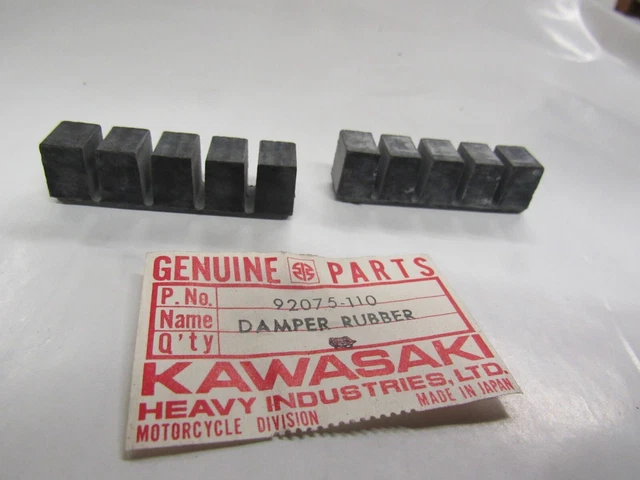 GENUINE PARTS
P. No. 92075-110
Name DAMPER RUBBER
Q'ty
KAWASAKI
HEAVY INDUSTRIES, LTD.
MOTORCYCLE DIVISION MADE IN JAPAN